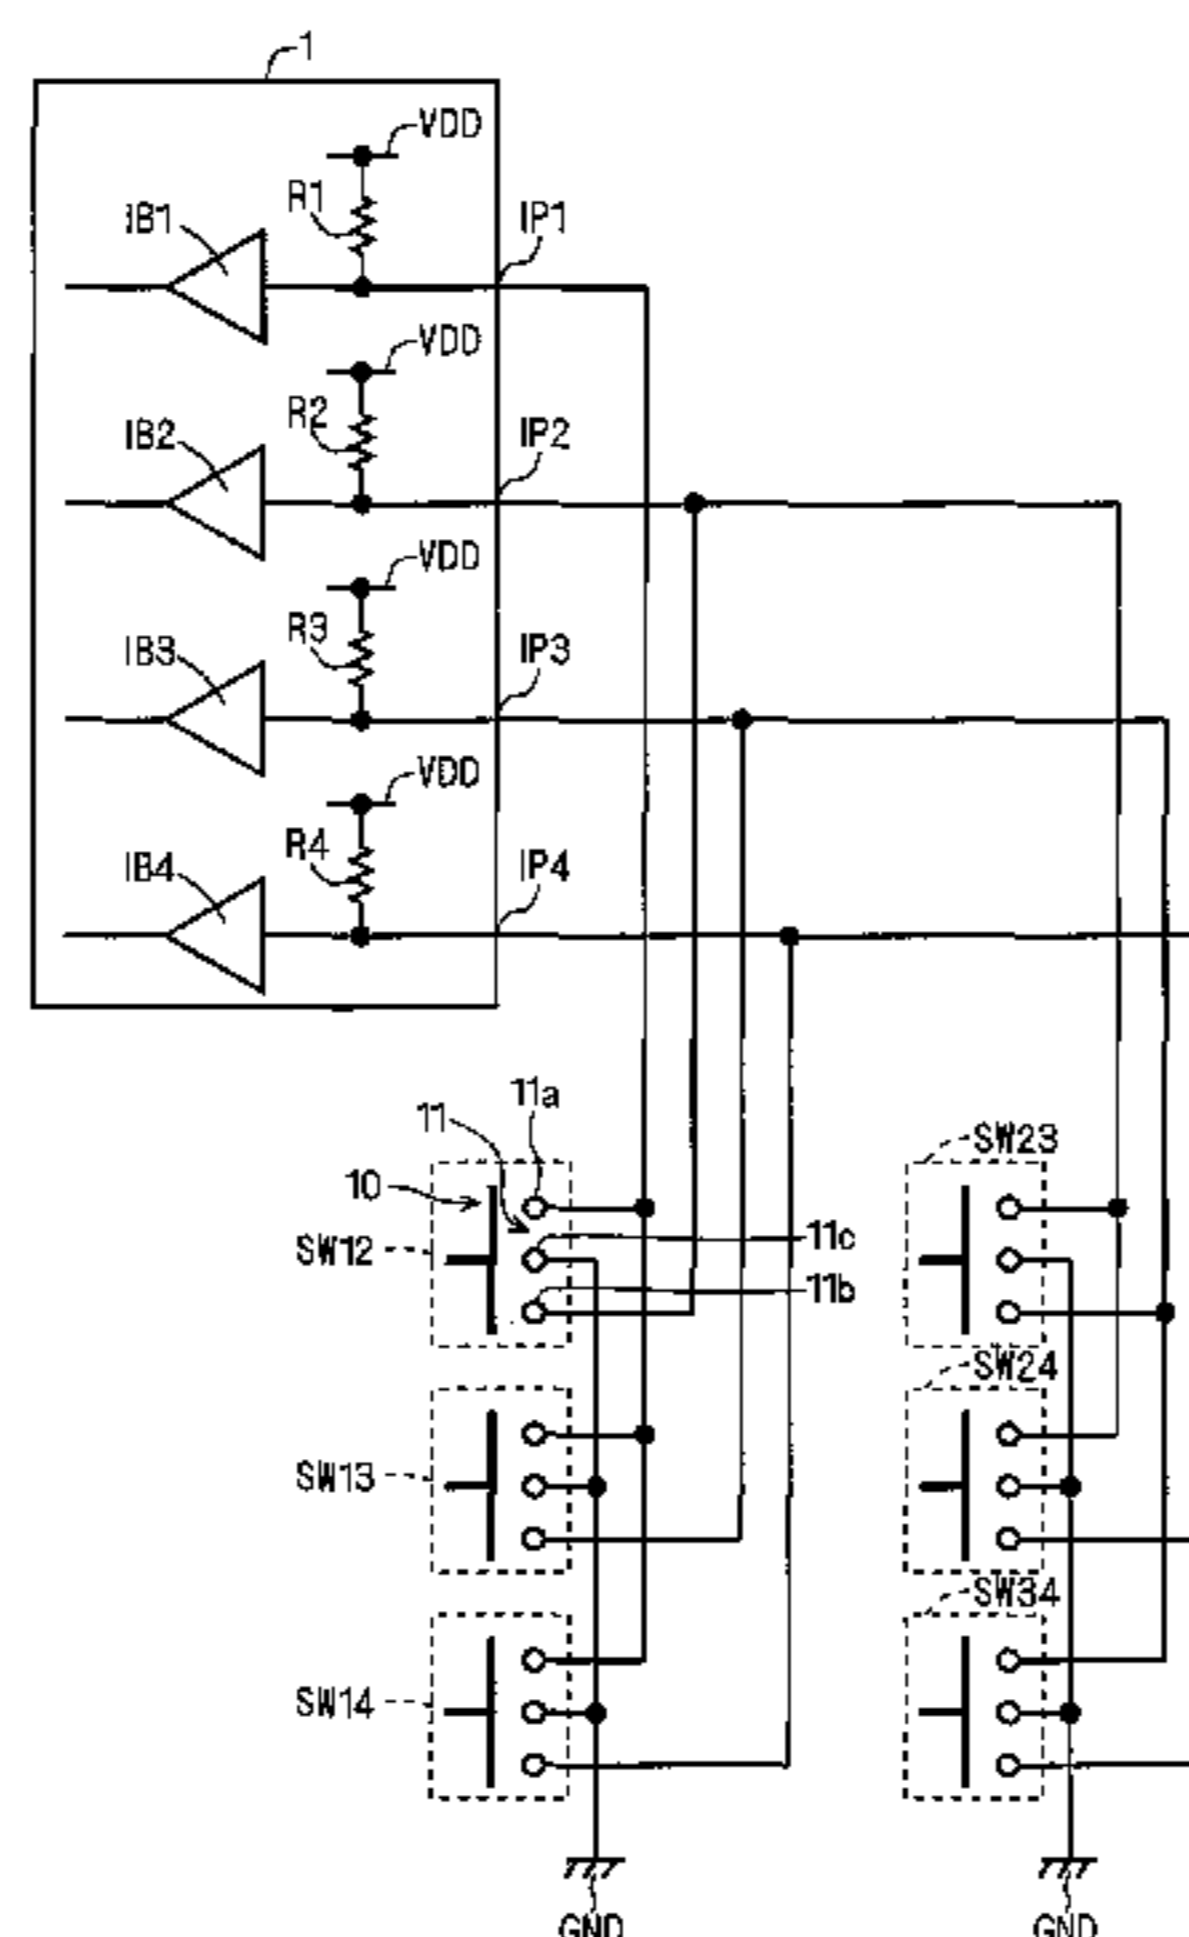 1
VDD
R1
IB1
IP1
VDD
R2
IB2
IP2
VDD
R3
IB3
IP3
VDD
R4
IB4
IP4
11a
11
10
SW12
11c
11b
SW23
SW24
SW13
SW34
SW14
GND
GND